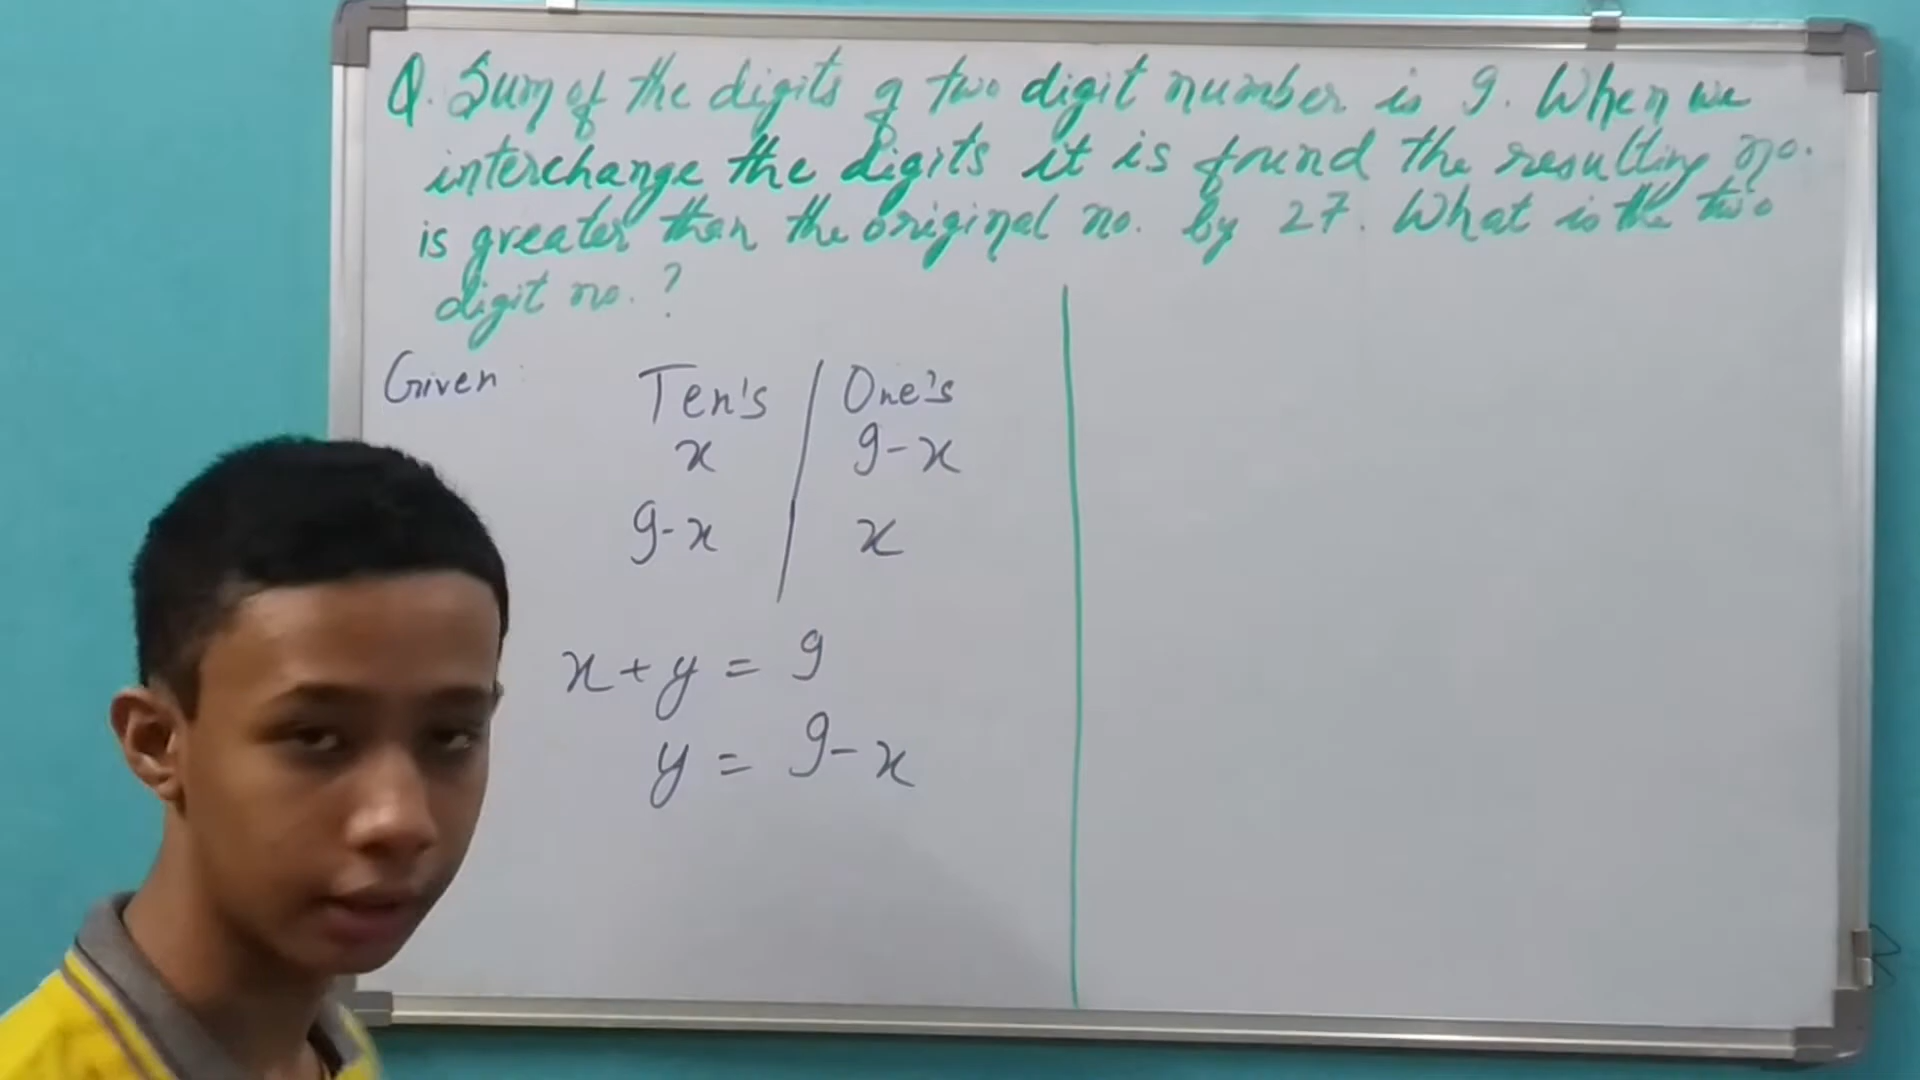 Q. Sum of the digits of two digit number is 9. When we
interchange the digits it is found the resulting no.
is greater than the original no. by 27. What is the two
digit no. ?
Given :
Ten's | One's
x | 9-x
9-x | x
x + y = 9
y = 9- x